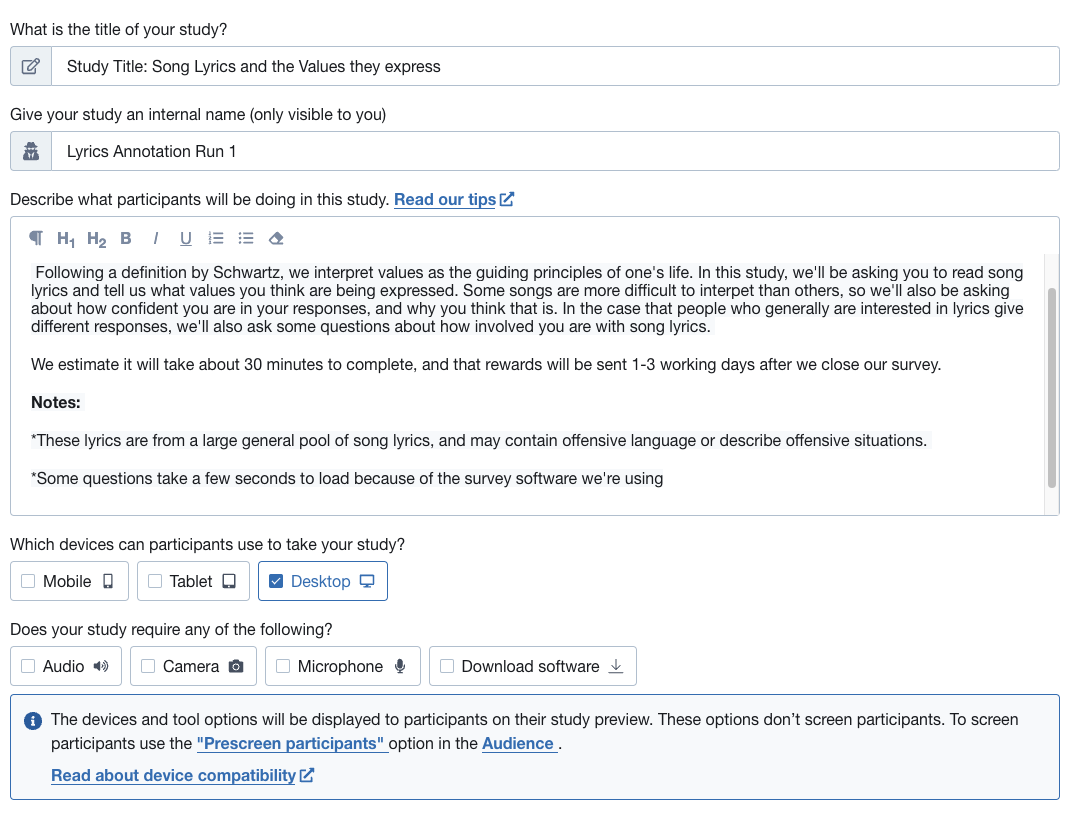 What is the title of your study?
Study Title: Song Lyrics and the Values they express
Give your study an internal name (only visible to you)
Lyrics Annotation Run 1
Describe what participants will be doing in this study. Read our tips
H1 H2 B I U
Following a definition by Schwartz, we interpret values as the guiding principles of one's life. In this study, we'll be asking you to read song
lyrics and tell us what values you think are being expressed. Some songs are more difficult to interpet than others, so we'll also be asking
about how confident you are in your responses, and why you think that is. In the case that people who generally are interested in lyrics give
different responses, we'll also ask some questions about how involved you are with song lyrics.
We estimate it will take about 30 minutes to complete, and that rewards will be sent 1-3 working days after we close our survey.
Notes:
*These lyrics are from a large general pool of song lyrics, and may contain offensive language or describe offensive situations.
*Some questions take a few seconds to load because of the survey software we're using
Which devices can participants use to take your study?
Mobile Tablet Desktop
Does your study require any of the following?
Audio Camera Microphone Download software
The devices and tool options will be displayed to participants on their study preview. These options don’t screen participants. To screen
participants use the "Prescreen participants" option in the Audience .
Read about device compatibility